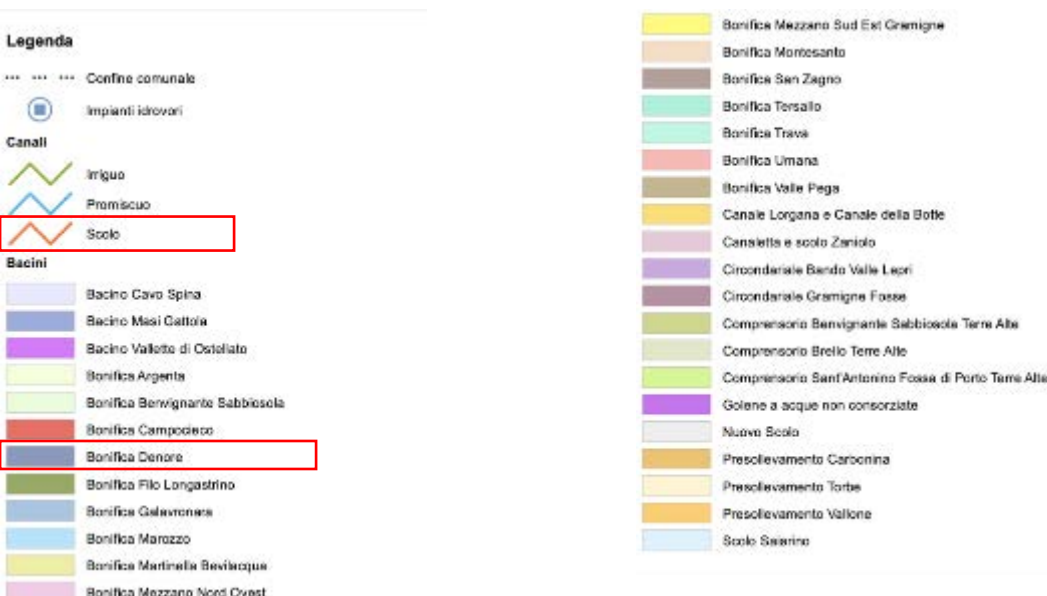 Legenda
Confine comunale
Impianti idrovori
Canali
Irriguo
Promiscuo
Scolo
Bacini
Bacino Cavo Spina
Bacino Masi Gattola
Bacino Vallette di Ostellato
Bonifica Argenta
Bonifica Benvignante Sabbiosola
Bonifica Campocieco
Bonifica Denore
Bonifica Filo Longastrino
Bonifica Galavronara
Bonifica Marozzo
Bonifica Martinella Bevilacqua
Bonifica Mezzano Nord Ovest
Bonifica Mezzano Sud Est Gramigne
Bonifica Montesanto
Bonifica San Zagno
Bonifica Tersallo
Bonifica Trava
Bonifica Umana
Bonifica Valle Pega
Canale Lorgana e Canale della Botte
Canaletta e scolo Zaniolo
Circondariale Bando Valle Lepri
Circondariale Gramigne Fosse
Comprensorio Benvignante Sabbiosola Terre Alte
Comprensorio Brello Terre Alte
Comprensorio Sant'Antonino Fossa di Porto Terre Alte
Golene a acque non consorziate
Nuovo Scolo
Presollevamento Carbonina
Presollevamento Torbe
Presollevamento Vallone
Scolo Saiarino